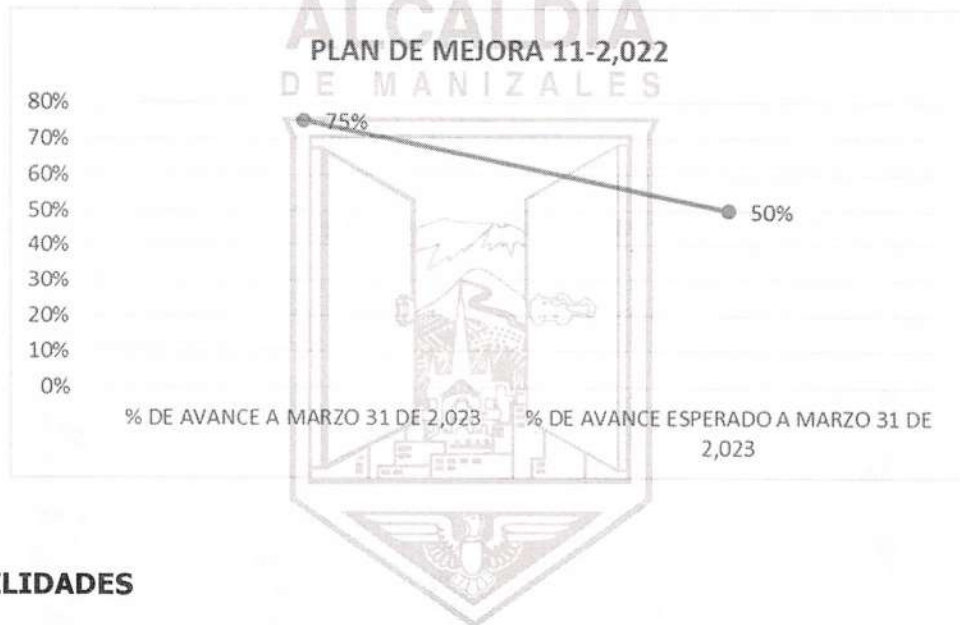 ALCALDÍA
PLAN DE MEJORA 11-2,022
DE MANIZALES
80%
75%
70%
60%
50%
50%
40%
30%
20%
10%
0%
% DE AVANCE A MARZO 31 DE 2,023
% DE AVANCE ESPERADO A MARZO 31 DE
2,023
LIDADES